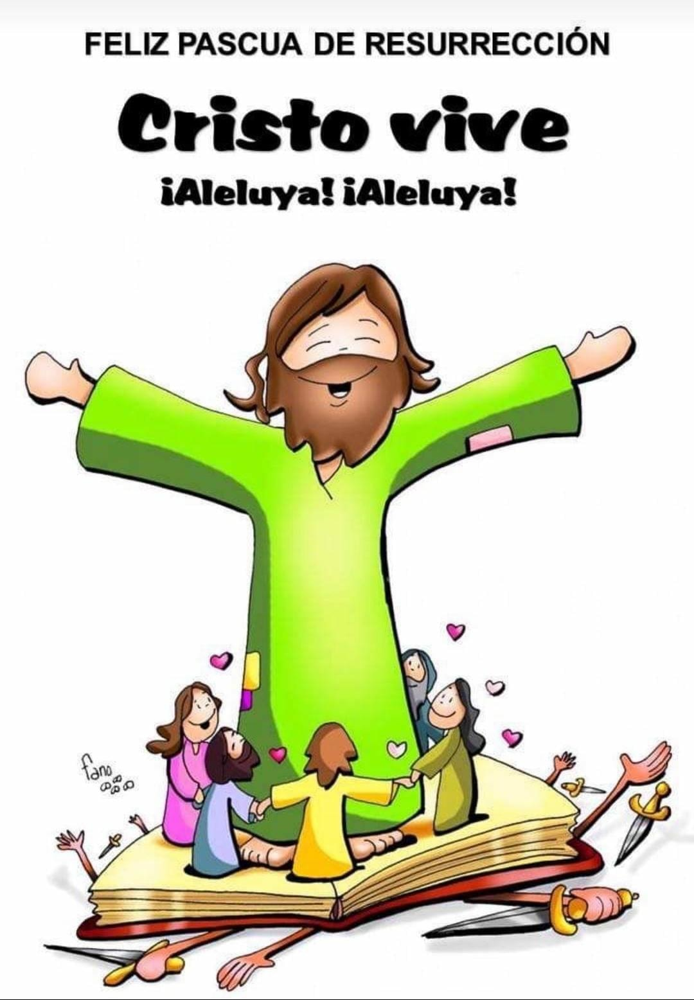 FELIZ PASCUA DE RESURRECCIÓN
Cristo vive
¡Aleluya! ¡Aleluya!
fano